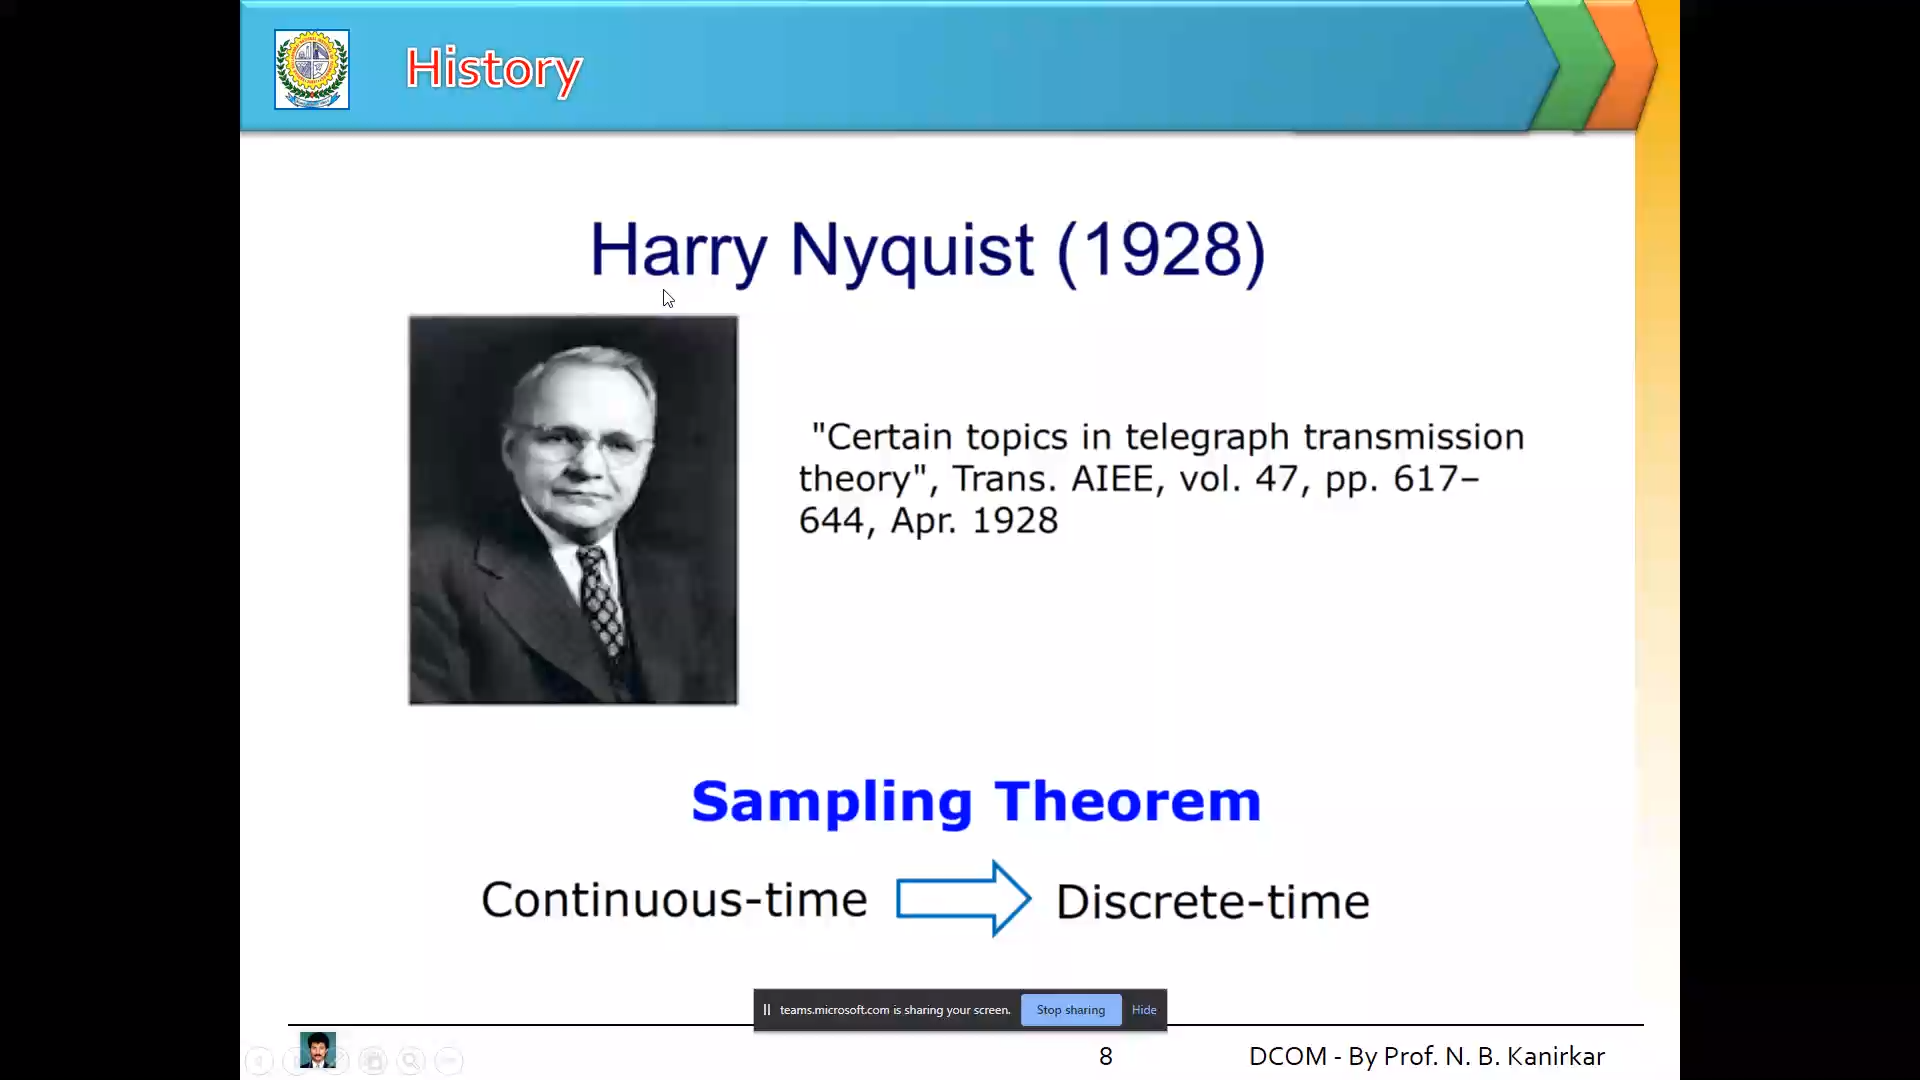 History
Harry Nyquist (1928)
"Certain topics in telegraph transmission
theory", Trans. AIEE, vol. 47, pp. 617–
644, Apr. 1928
Sampling Theorem
Continuous-time
Discrete-time
teams.microsoft.com is sharing your screen.
Stop sharing
Hide
8
DCOM - By Prof. N. B. Kanirkar